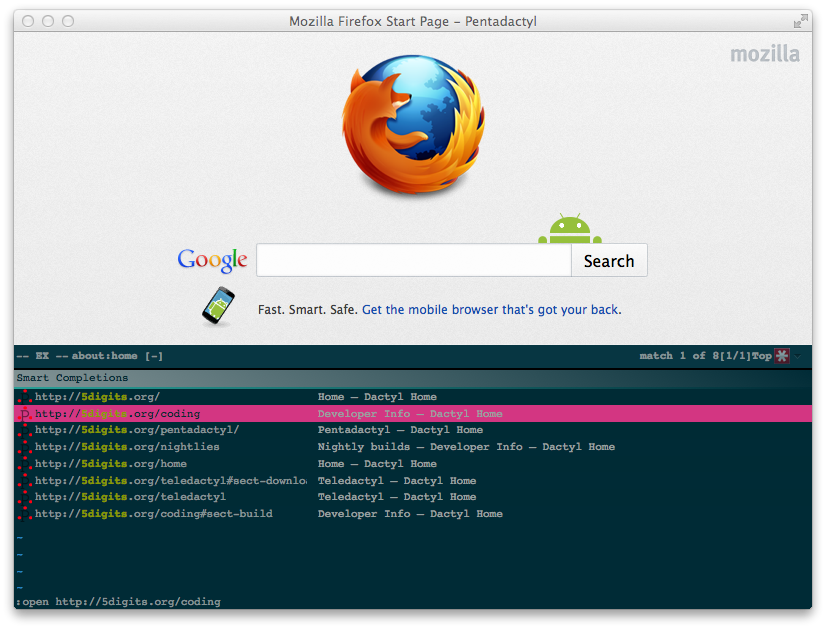 Mozilla Firefox Start Page – Pentadactyl
mozilla
Google
Search
Fast. Smart. Safe. Get the mobile browser that's got your back.
-- EX -- about:home [-] match 1 of 8[1/1]Top
Smart Completions
http://5digits.org/ Home — Dactyl Home
http://5digits.org/coding Developer Info — Dactyl Home
http://5digits.org/pentadactyl/ Pentadactyl — Dactyl Home
http://5digits.org/nightlies Nightly builds — Developer Info — Dactyl Home
http://5digits.org/home Home — Dactyl Home
http://5digits.org/teledactyl#sect-downloa Teledactyl — Dactyl Home
http://5digits.org/teledactyl Teledactyl — Dactyl Home
http://5digits.org/coding#sect-build Developer Info — Dactyl Home
~
~
~
~
:open http://5digits.org/coding